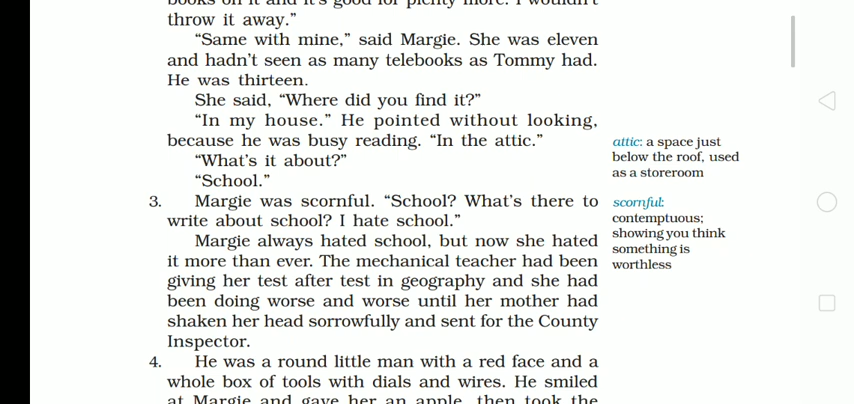 books on it and it's good for plenty more. I wouldn't
throw it away.”
“Same with mine,” said Margie. She was eleven
and hadn't seen as many telebooks as Tommy had.
He was thirteen.
She said, “Where did you find it?”
“In my house.” He pointed without looking,
because he was busy reading. “In the attic.”
“What's it about?”
“School.”
3. Margie was scornful. “School? What's there to
write about school? I hate school.”
Margie always hated school, but now she hated
it more than ever. The mechanical teacher had been
giving her test after test in geography and she had
been doing worse and worse until her mother had
shaken her head sorrowfully and sent for the County
Inspector.
4. He was a round little man with a red face and a
whole box of tools with dials and wires. He smiled
at Margie and gave her an apple, then took the
attic: a space just
below the roof, used
as a storeroom
scornful:
contemptuous;
showing you think
something is
worthless